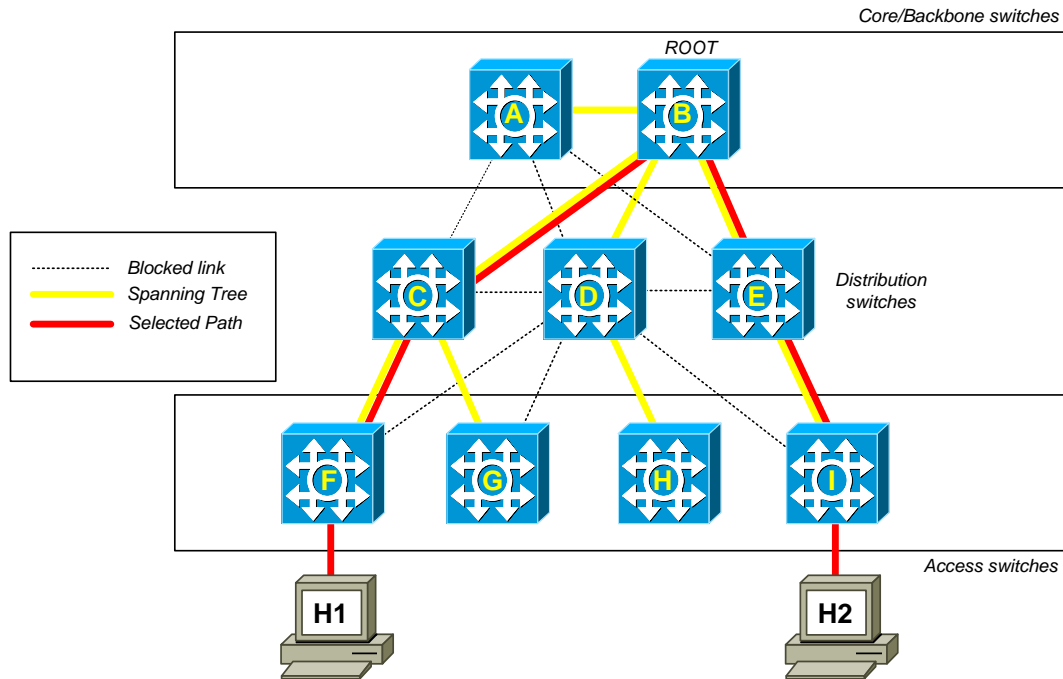 Core/Backbone switches
ROOT
A
B
Blocked link
Spanning Tree
Selected Path
C
D
E
Distribution
switches
F
G
H
I
Access switches
H1
H2